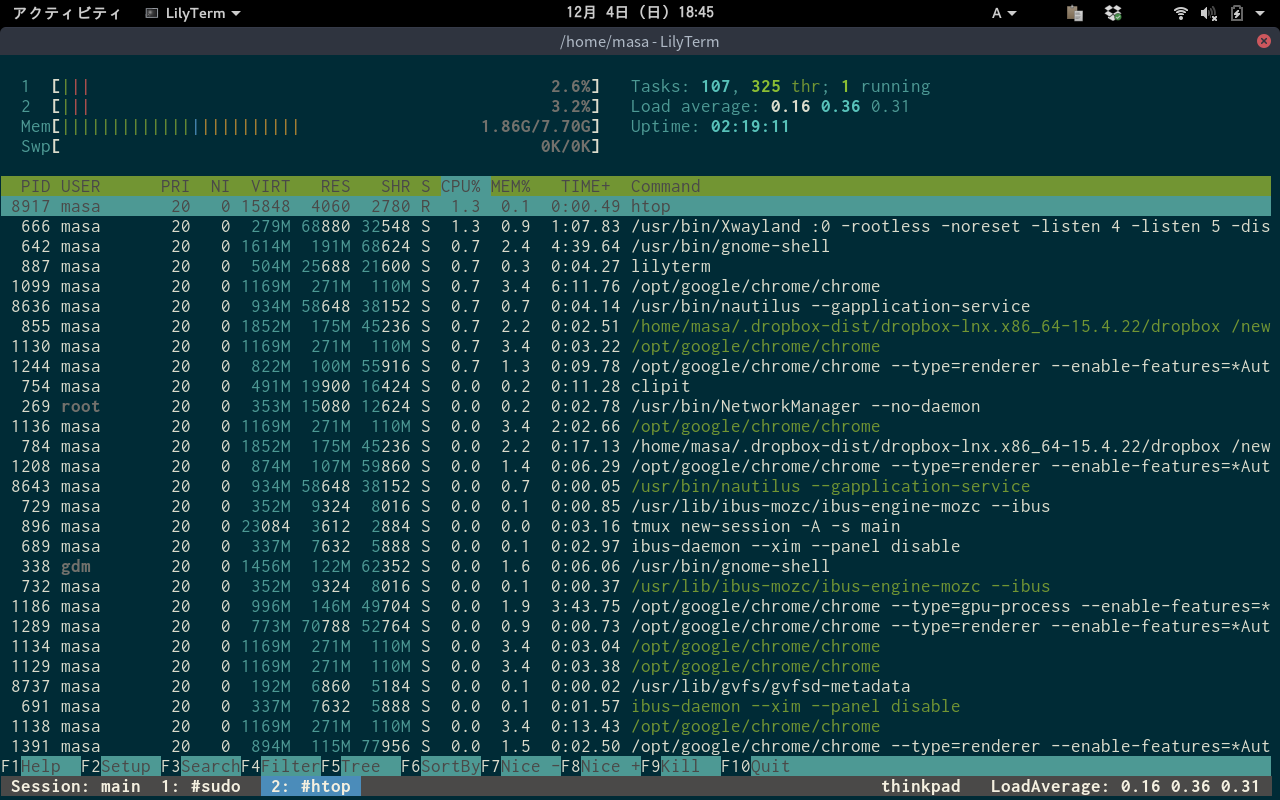 アクティビティ LilyTerm 12月 4日（日）18:45 A
/home/masa - LilyTerm
1 [||| 2.6%] Tasks: 107, 325 thr; 1 running
2 [||| 3.2%] Load average: 0.16 0.36 0.31
Mem[|||||||||||||||||||||||| 1.86G/7.70G] Uptime: 02:19:11
Swp[ 0K/0K]
PID USER PRI NI VIRT RES SHR S CPU% MEM% TIME+ Command
8917 masa 20 0 15848 4060 2780 R 1.3 0.1 0:00.49 htop
666 masa 20 0 279M 68880 32548 S 1.3 0.9 1:07.83 /usr/bin/Xwayland :0 -rootless -noreset -listen 4 -listen 5 -dis
642 masa 20 0 1614M 191M 68624 S 0.7 2.4 4:39.64 /usr/bin/gnome-shell
887 masa 20 0 504M 25688 21600 S 0.7 0.3 0:04.27 lilyterm
1099 masa 20 0 1169M 271M 110M S 0.7 3.4 6:11.76 /opt/google/chrome/chrome
8636 masa 20 0 934M 58648 38152 S 0.7 0.7 0:04.14 /usr/bin/nautilus --gapplication-service
855 masa 20 0 1852M 175M 45236 S 0.7 2.2 0:02.51 /home/masa/.dropbox-dist/dropbox-lnx.x86_64-15.4.22/dropbox /new
1130 masa 20 0 1169M 271M 110M S 0.7 3.4 0:03.22 /opt/google/chrome/chrome
1244 masa 20 0 822M 100M 55916 S 0.7 1.3 0:09.78 /opt/google/chrome/chrome --type=renderer --enable-features=*Aut
754 masa 20 0 491M 19900 16424 S 0.0 0.2 0:11.28 clipit
269 root 20 0 353M 15080 12624 S 0.0 0.2 0:02.78 /usr/bin/NetworkManager --no-daemon
1136 masa 20 0 1169M 271M 110M S 0.0 3.4 2:02.66 /opt/google/chrome/chrome
784 masa 20 0 1852M 175M 45236 S 0.0 2.2 0:17.13 /home/masa/.dropbox-dist/dropbox-lnx.x86_64-15.4.22/dropbox /new
1208 masa 20 0 874M 107M 59860 S 0.0 1.4 0:06.29 /opt/google/chrome/chrome --type=renderer --enable-features=*Aut
8643 masa 20 0 934M 58648 38152 S 0.0 0.7 0:00.05 /usr/bin/nautilus --gapplication-service
729 masa 20 0 352M 9324 8016 S 0.0 0.1 0:00.85 /usr/lib/ibus-mozc/ibus-engine-mozc --ibus
896 masa 20 0 23084 3612 2884 S 0.0 0.0 0:03.16 tmux new-session -A -s main
689 masa 20 0 337M 7632 5888 S 0.0 0.1 0:02.97 ibus-daemon --xim --panel disable
338 gdm 20 0 1456M 122M 62352 S 0.0 1.6 0:06.06 /usr/bin/gnome-shell
732 masa 20 0 352M 9324 8016 S 0.0 0.1 0:00.37 /usr/lib/ibus-mozc/ibus-engine-mozc --ibus
1186 masa 20 0 996M 146M 49704 S 0.0 1.9 3:43.75 /opt/google/chrome/chrome --type=gpu-process --enable-features=*
1289 masa 20 0 773M 70788 52764 S 0.0 0.9 0:00.73 /opt/google/chrome/chrome --type=renderer --enable-features=*Aut
1134 masa 20 0 1169M 271M 110M S 0.0 3.4 0:03.04 /opt/google/chrome/chrome
1129 masa 20 0 1169M 271M 110M S 0.0 3.4 0:03.38 /opt/google/chrome/chrome
8737 masa 20 0 192M 6860 5184 S 0.0 0.1 0:00.02 /usr/lib/gvfs/gvfsd-metadata
691 masa 20 0 337M 7632 5888 S 0.0 0.1 0:01.57 ibus-daemon --xim --panel disable
1138 masa 20 0 1169M 271M 110M S 0.0 3.4 0:13.43 /opt/google/chrome/chrome
1391 masa 20 0 894M 115M 77956 S 0.0 1.5 0:02.50 /opt/google/chrome/chrome --type=renderer --enable-features=*Aut
F1Help F2Setup F3SearchF4FilterF5Tree F6SortByF7Nice -F8Nice +F9Kill F10Quit
Session: main 1: #sudo 2: #htop thinkpad LoadAverage: 0.16 0.36 0.31